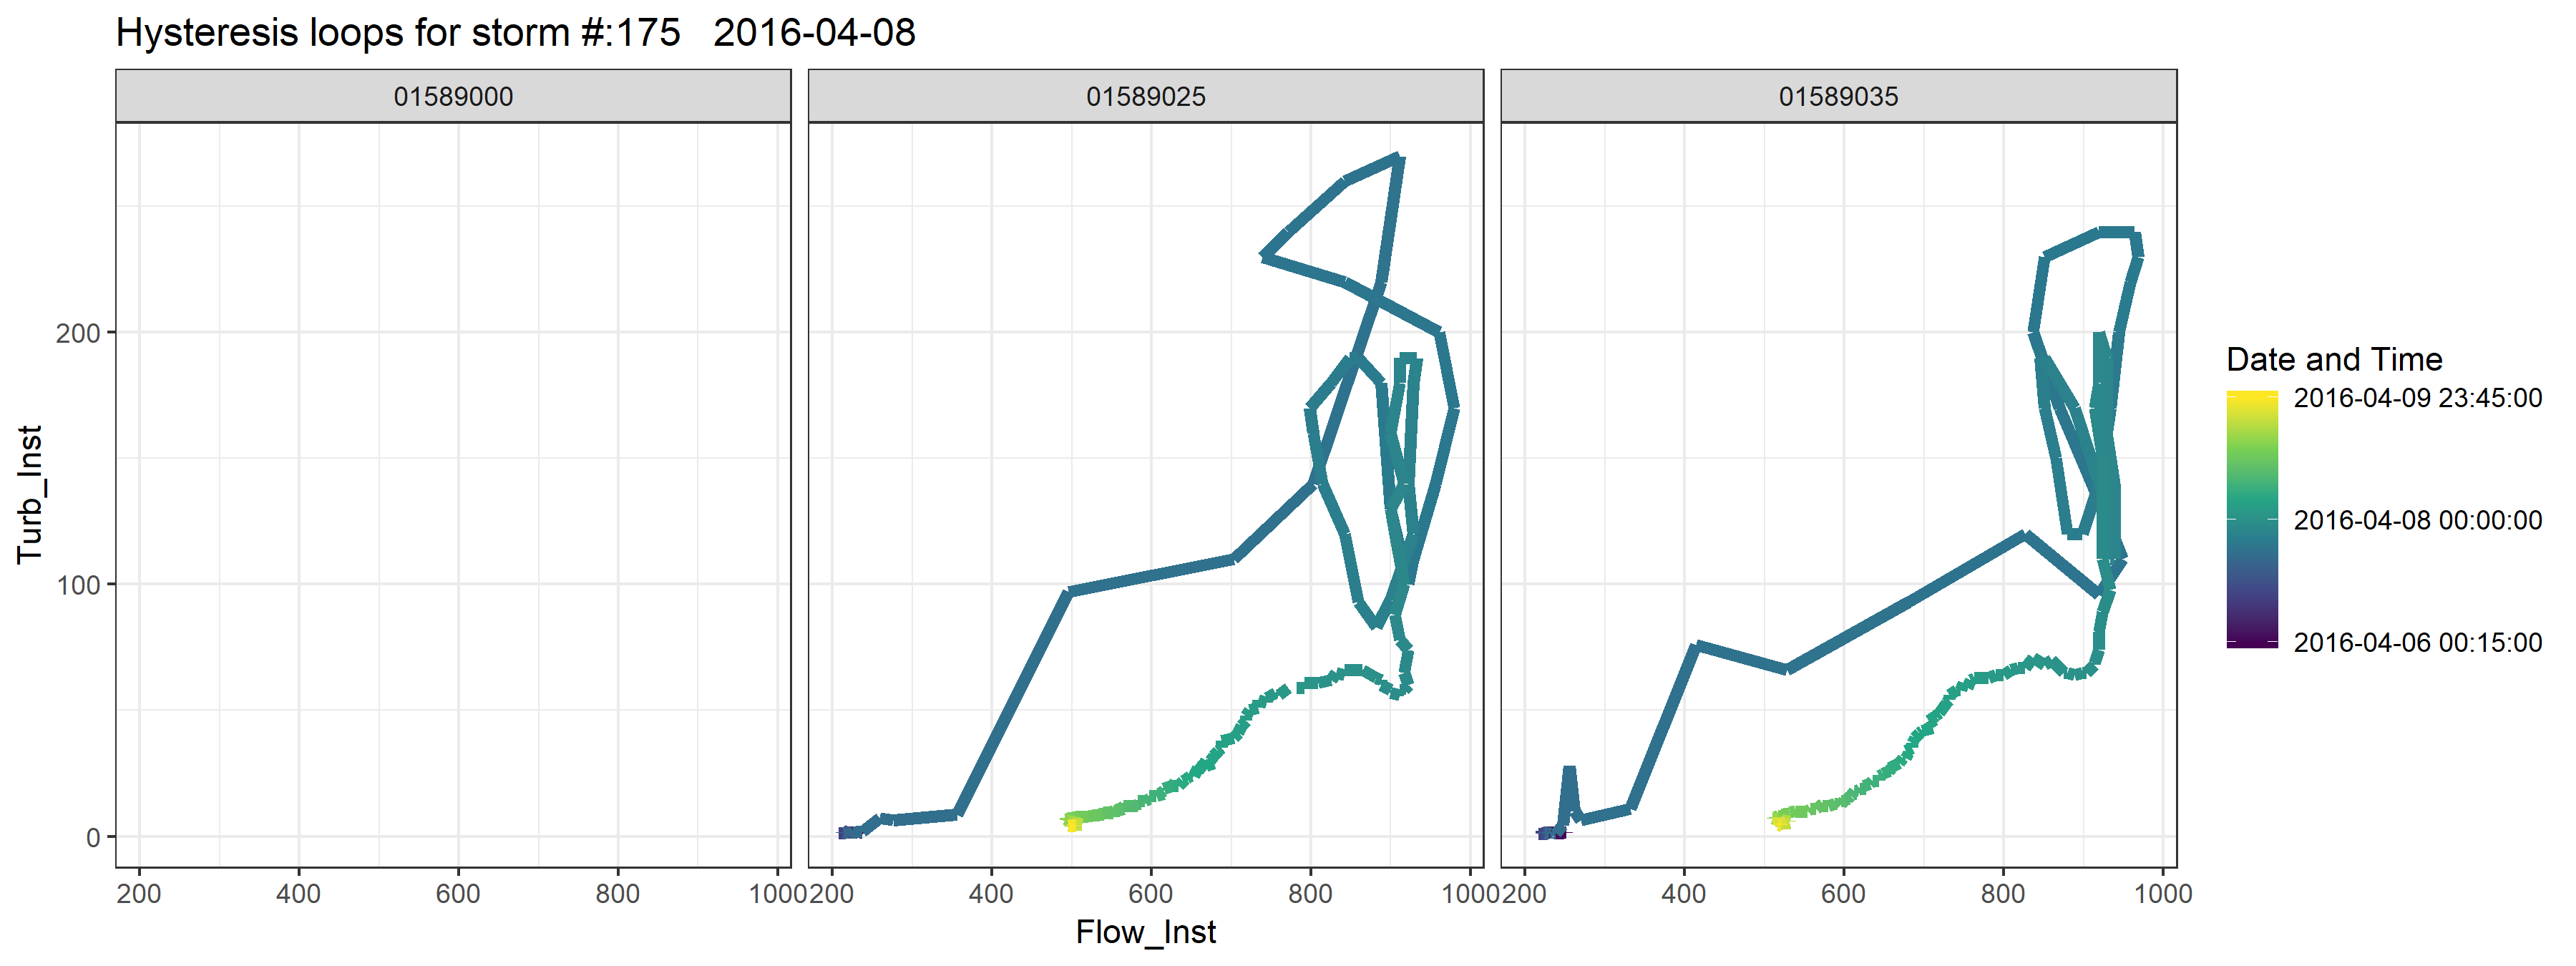 Hysteresis loops for storm #:175   2016-04-08
01589000
01589025
01589035
Turb_Inst
200
100
0
200 400 600 800 1000
200 400 600 800 1000
200 400 600 800 1000
Flow_Inst
Date and Time
2016-04-09 23:45:00
2016-04-08 00:00:00
2016-04-06 00:15:00